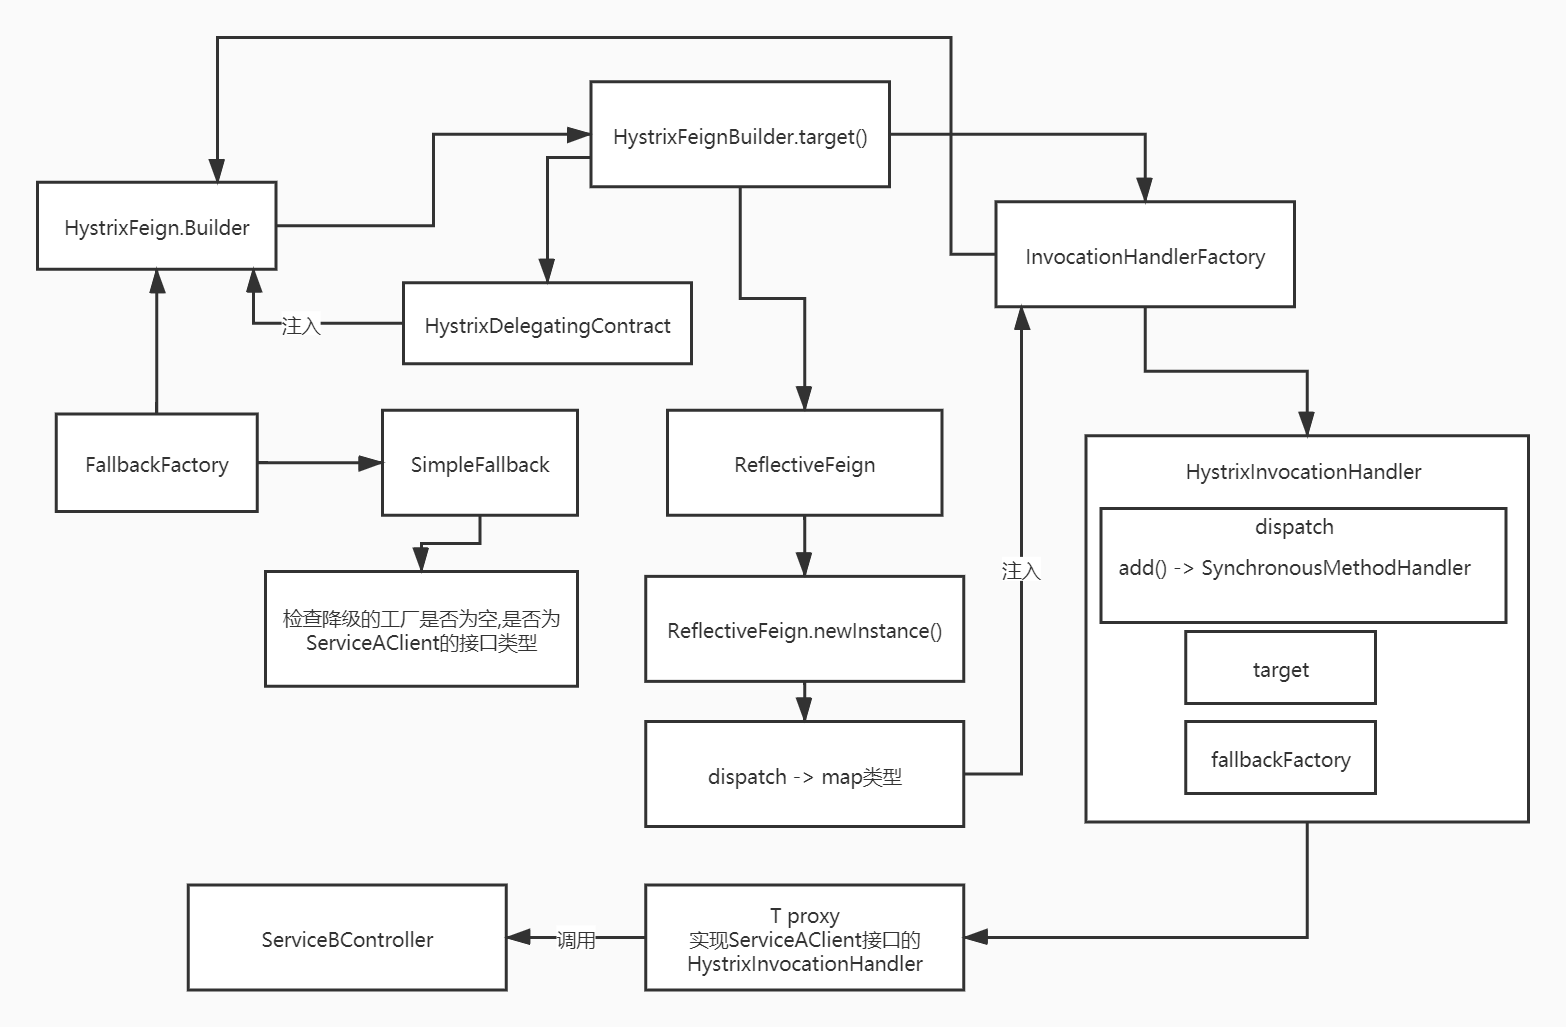 HystrixFeignBuilder.target()
HystrixFeign.Builder
InvocationHandlerFactory
HystrixDelegatingContract
注入
FallbackFactory
SimpleFallback
ReflectiveFeign
HystrixInvocationHandler
dispatch
add() -> SynchronousMethodHandler
注入
检查降级的工厂是否为空,是否为
ServiceAClient的接口类型
ReflectiveFeign.newInstance()
target
fallbackFactory
dispatch -> map类型
ServiceBController
调用
T proxy
实现ServiceAClient接口的
HystrixInvocationHandler